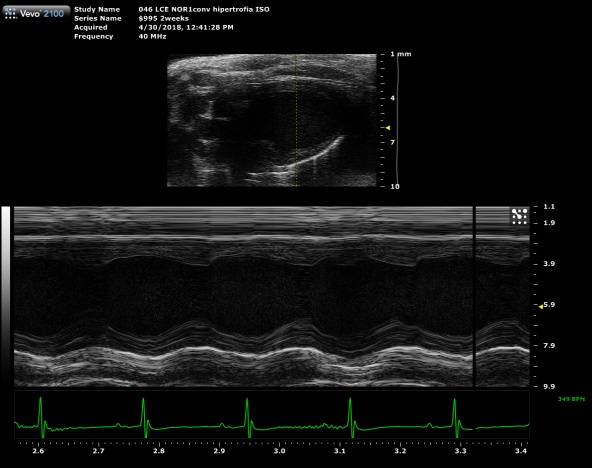 Vevo 2100
Study Name 046 LCE NOR1conv hipertrofia ISO
Series Name S995 2weeks
Acquired 4/30/2018, 12:41:28 PM
Frequency 40 MHz
1 mm
4
7
10
1.1
1.9
3.9
5.9
7.9
9.9
349 BPM
2.6 2.7 2.8 2.9 3.0 3.1 3.2 3.3 3.4